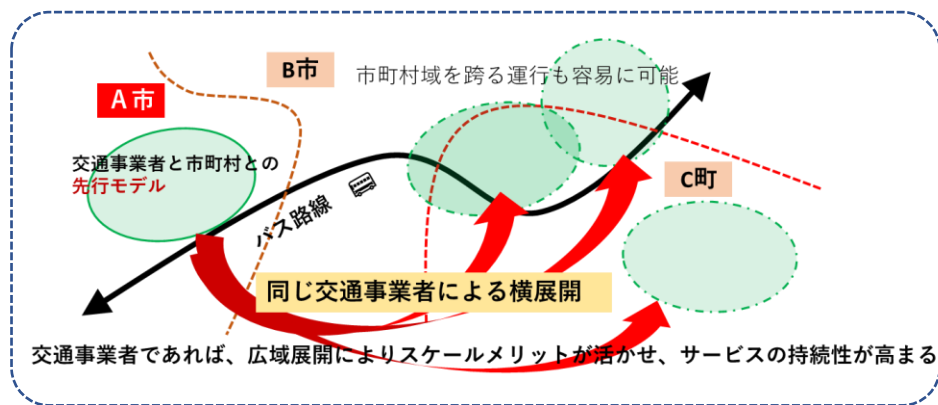 B市
市町村域を跨る運行も容易に可能
A市
交通事業者と市町村との
先行モデル
C町
バス路線
同じ交通事業者による横展開
交通事業者であれば、広域展開によりスケールメリットが活かせ、サービスの持続性が高まる